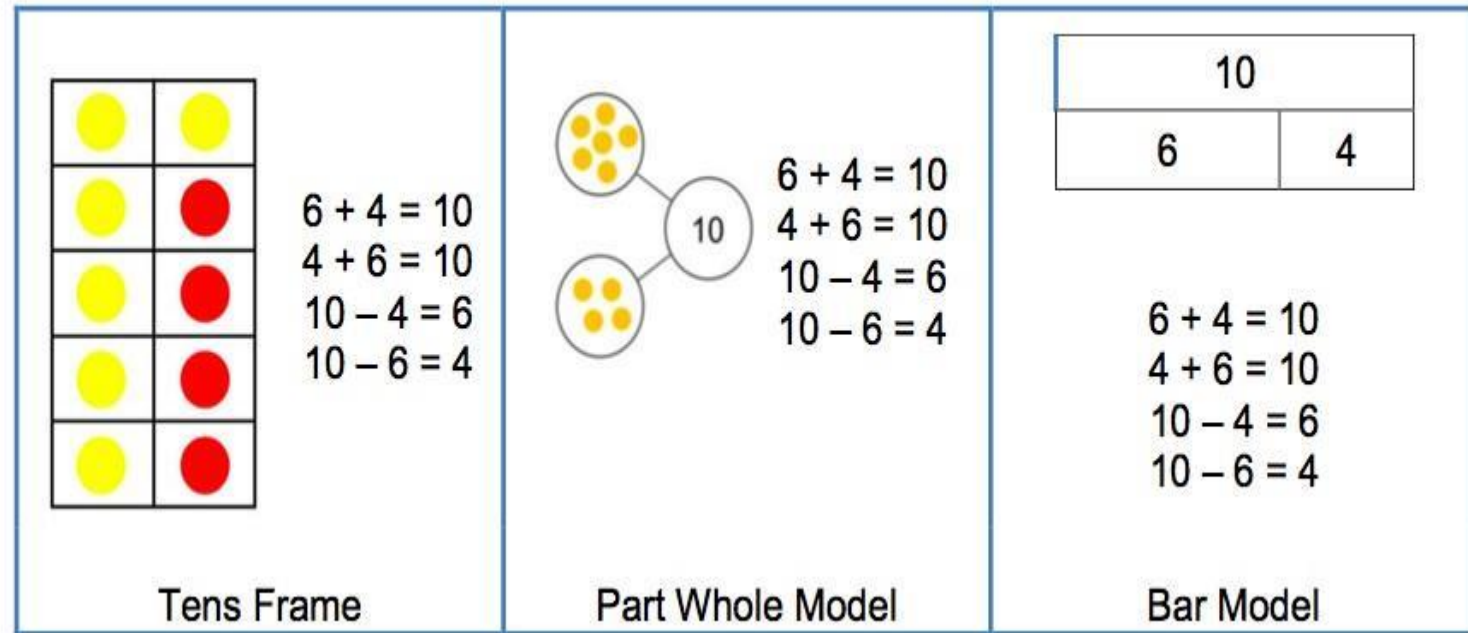 6 + 4 = 10
4 + 6 = 10
10 – 4 = 6
10 – 6 = 4
Tens Frame
10
6 + 4 = 10
4 + 6 = 10
10 – 4 = 6
10 – 6 = 4
Part Whole Model
10
6 4
6 + 4 = 10
4 + 6 = 10
10 – 4 = 6
10 – 6 = 4
Bar Model